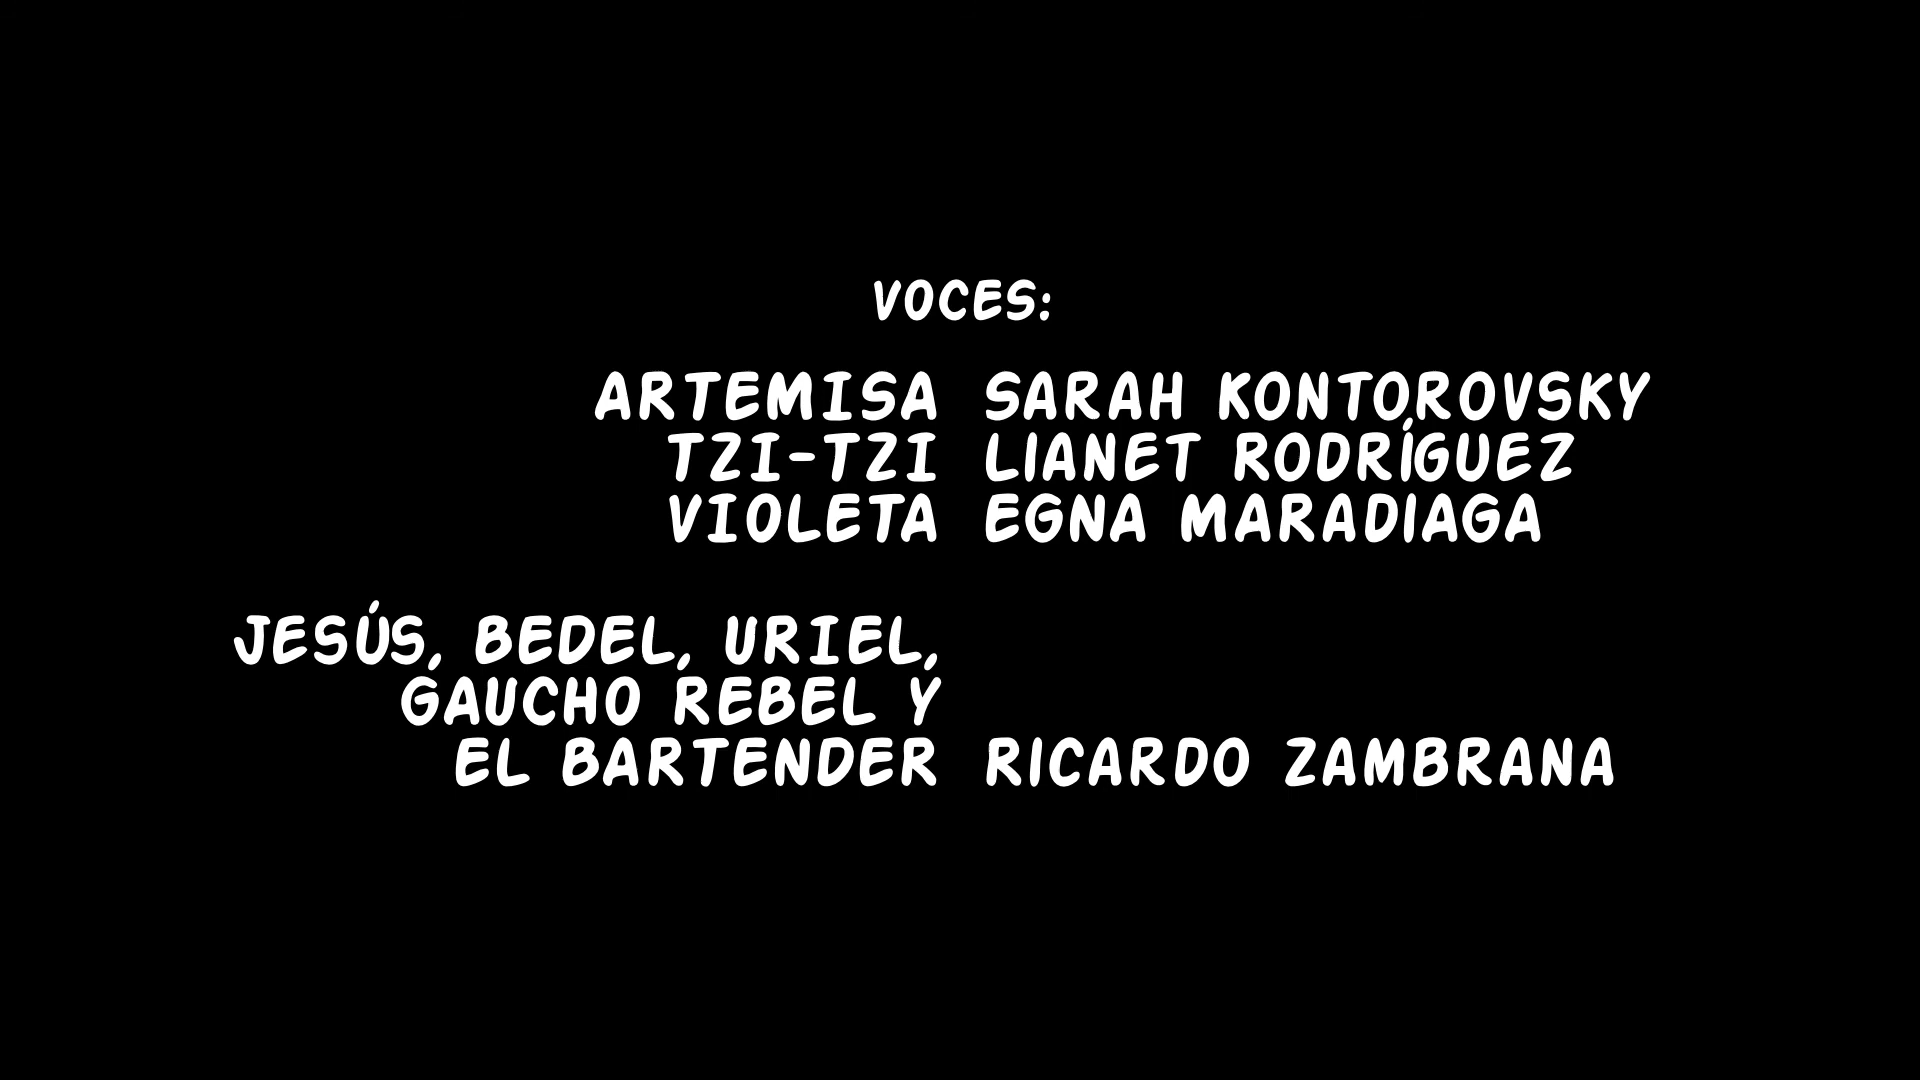 VOCES:
ARTEMISA SARAH KONTOROVSKY
TZI-TZI LIANET RODRÍGUEZ
VIOLETA EGNA MARADIAGA
JESÚS, BEDEL, URIEL,
GAUCHO REBEL Y
EL BARTENDER RICARDO ZAMBRANA